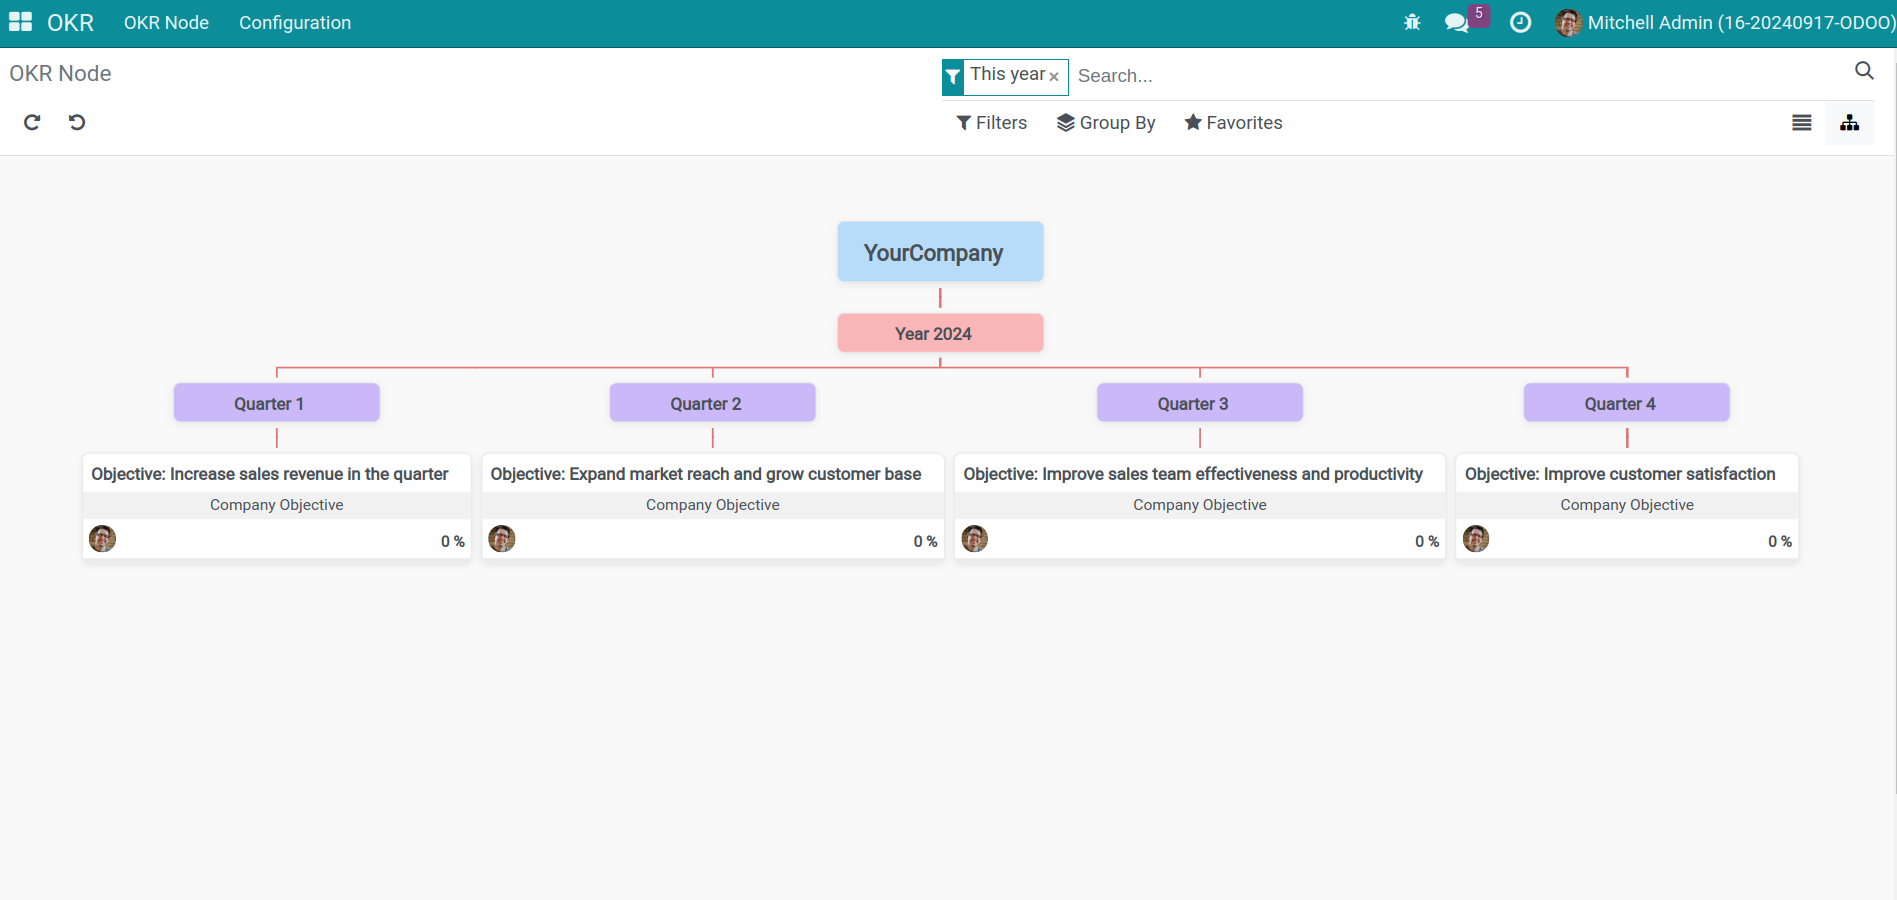 OKR OKR Node Configuration 5 Mitchell Admin (16-20240917-ODOO)
OKR Node
This year × Search...
Filters Group By Favorites
YourCompany
Year 2024
Quarter 1 Quarter 2 Quarter 3 Quarter 4
Objective: Increase sales revenue in the quarter Objective: Expand market reach and grow customer base Objective: Improve sales team effectiveness and productivity Objective: Improve customer satisfaction
Company Objective Company Objective Company Objective Company Objective
0 % 0 % 0 % 0 %